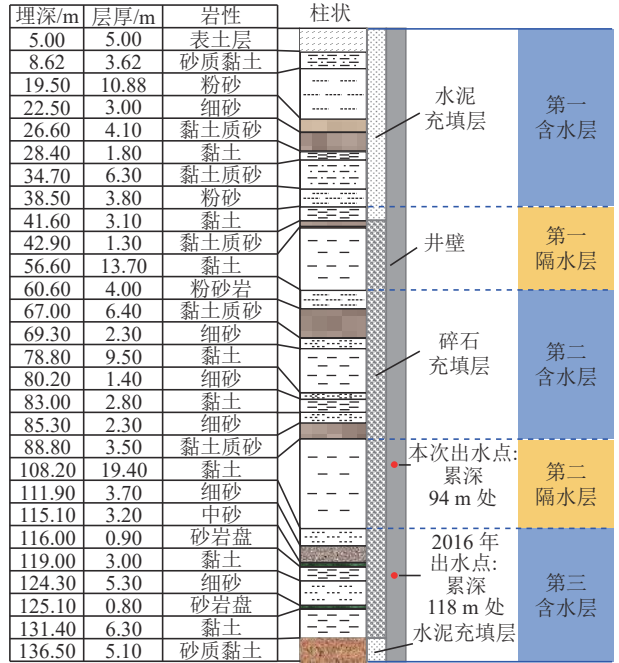 埋深/m 层厚/m 岩性 柱状
5.00 5.00 表土层
8.62 3.62 砂质黏土
19.50 10.88 粉砂
22.50 3.00 细砂
26.60 4.10 黏土质砂
28.40 1.80 黏土
34.70 6.30 黏土质砂
38.50 3.80 粉砂
41.60 3.10 黏土
42.90 1.30 黏土质砂
56.60 13.70 黏土
60.60 4.00 粉砂岩
67.00 6.40 黏土质砂
69.30 2.30 细砂
78.80 9.50 黏土
80.20 1.40 细砂
83.00 2.80 黏土
85.30 2.30 细砂
88.80 3.50 黏土质砂
108.20 19.40 黏土
111.90 3.70 细砂
115.10 3.20 中砂
116.00 0.90 砂岩盘
119.00 3.00 黏土
124.30 5.30 细砂
125.10 0.80 砂岩盘
131.40 6.30 黏土
136.50 5.10 砂质黏土
水泥
充填层
井壁
碎石
充填层
本次出水点:
累深
94 m 处
2016 年
出水点:
累深
118 m 处
水泥充填层
第一
含水层
第一
隔水层
第二
含水层
第二
隔水层
第三
含水层